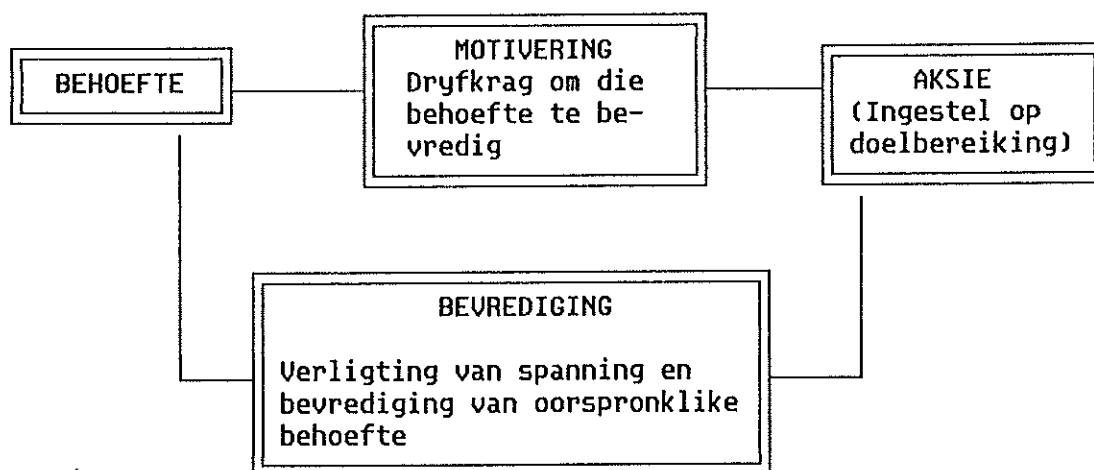 BEHOEFTE
MOTIVERING
Dryfkrag om die
behoefte te be-
vredig
AKSIE
(Ingestel op
doelbereiking)
BEVREDIGING
Verligting van spanning en
bevrediging van oorspronklike
behoefte